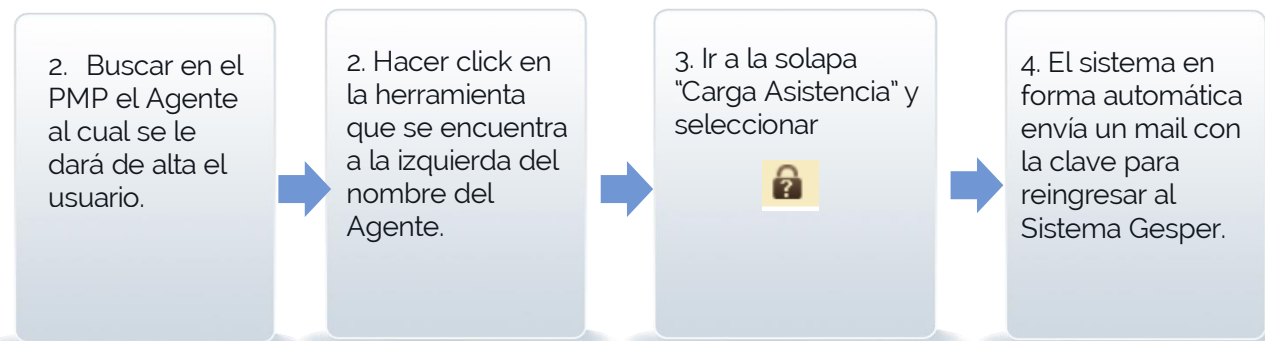 2. Buscar en el
PMP el Agente
al cual se le
dará de alta el
usuario.
2. Hacer click en
la herramienta
que se encuentra
a la izquierda del
nombre del
Agente.
3. Ir a la solapa
“Carga Asistencia” y
seleccionar
?
4. El sistema en
forma automática
envía un mail con
la clave para
reingresar al
Sistema Gesper.